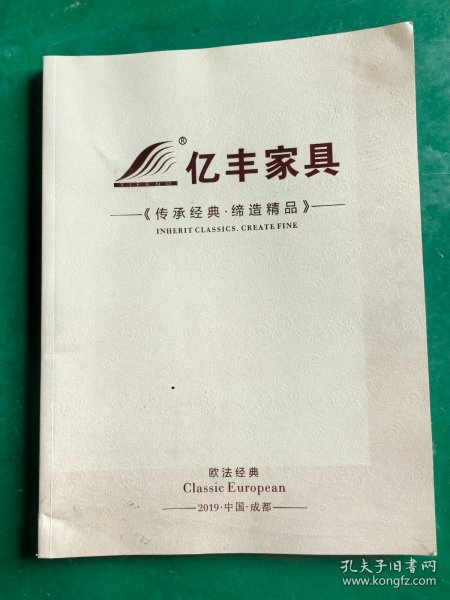 ® 亿丰家具
YIFENG
《传承经典·缔造精品》
INHERIT CLASSICS. CREATE FINE
欧法经典
Classic European
2019·中国·成都
孔夫子旧书网
www.kongfz.com